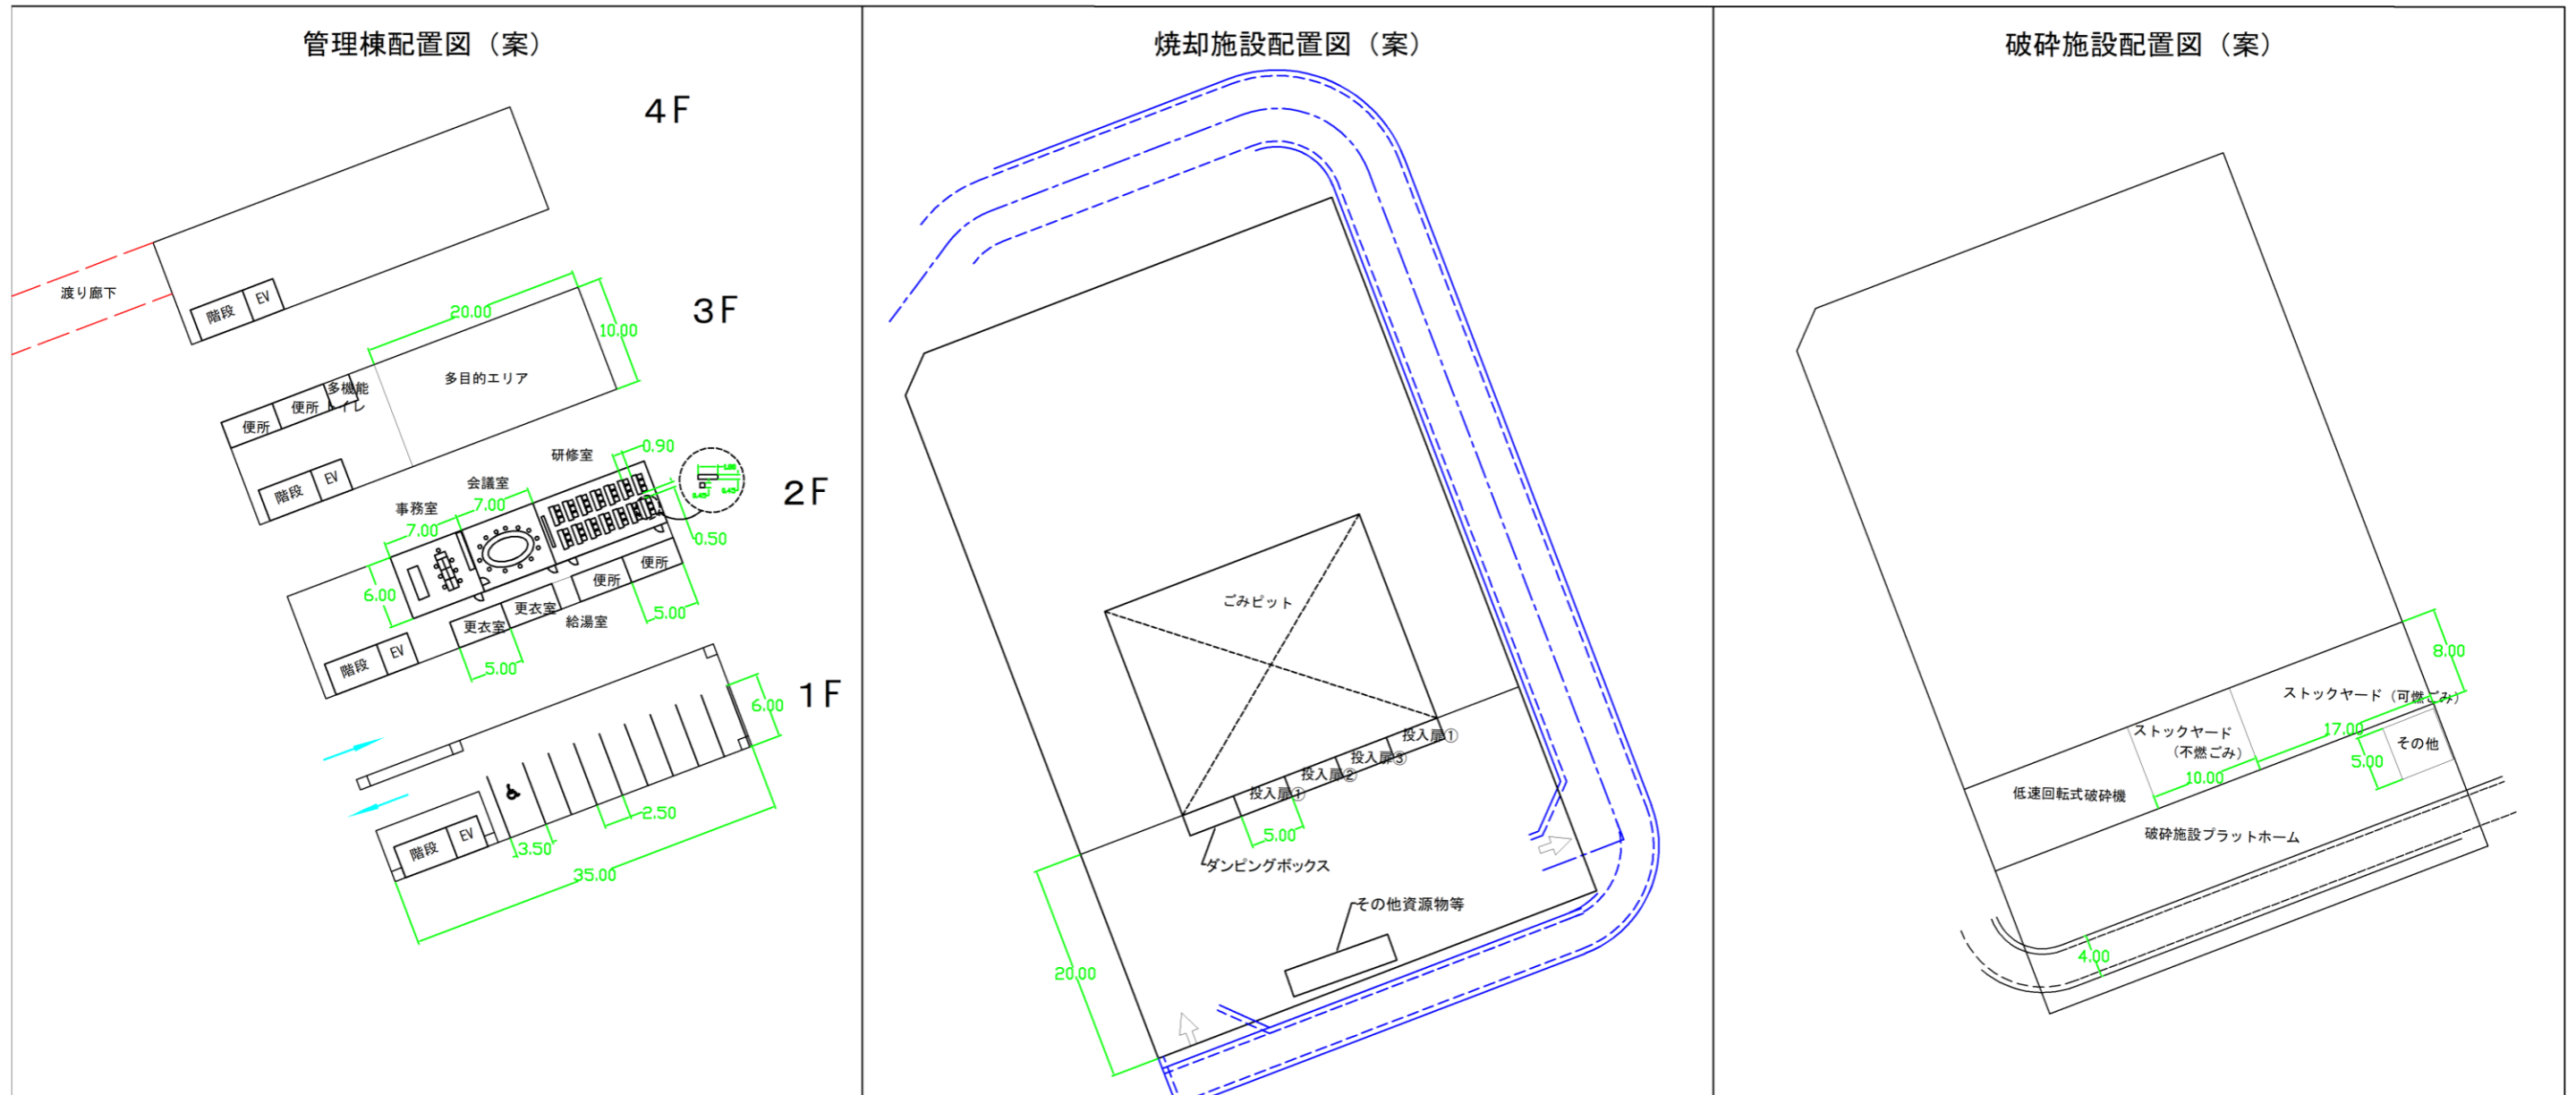 管理棟配置図（案）
4F
渡り廊下
階段
EV
3F
20.00
10.00
多目的エリア
多機能
トイレ
便所
便所
階段
EV
2F
研修室
0.90
会議室
7.00
事務室
7.00
0.50
6.00
便所
便所
5.00
更衣室
給湯室
更衣室
5.00
階段
EV
1F
6.00
2.50
3.50
35.00
階段
EV
焼却施設配置図（案）
ごみピット
投入扉①
投入扉③
投入扉②
投入扉①
5.00
ダンピングボックス
その他資源物等
20.00
破砕施設配置図（案）
8.00
ストックヤード（可燃ごみ）
17.00
ストックヤード
（不燃ごみ）
その他
5.00
10.00
低速回転式破砕機
破砕施設プラットホーム
4.00